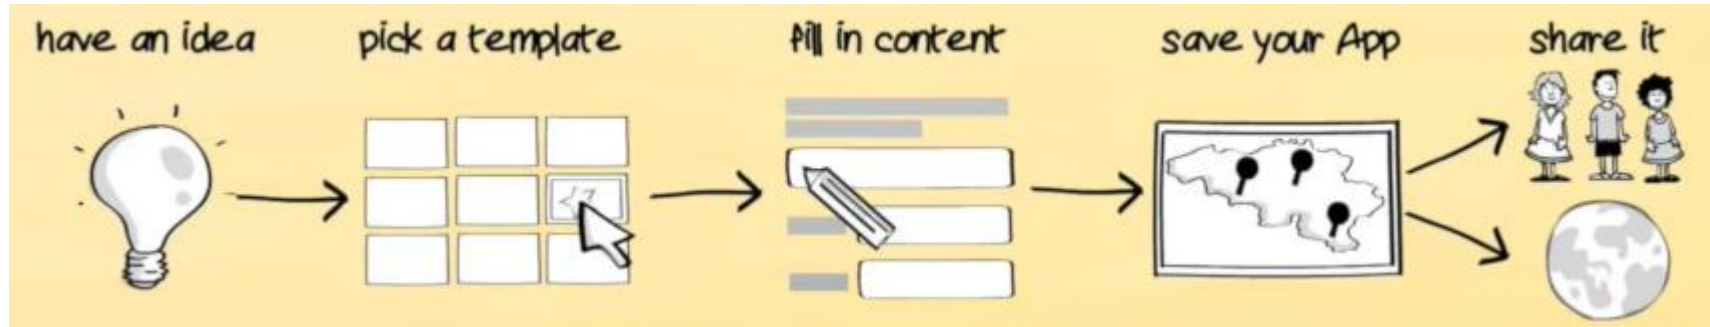 have an idea
pick a template
fill in content
save your App
share it